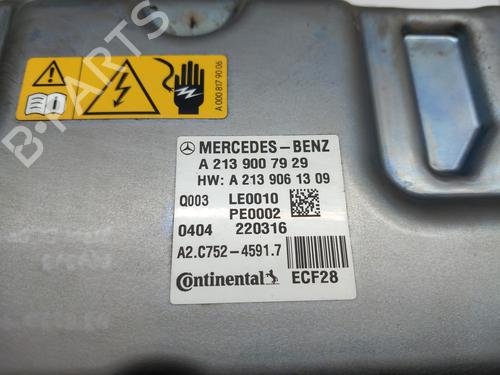 A 000 817 90 06
MERCEDES-BENZ
A 213 900 79 29
HW: A 213 906 13 09
Q003 LE0010
PE0002
0404 220316
A2.C752-4591.7
Continental ECF28
B-PARTS